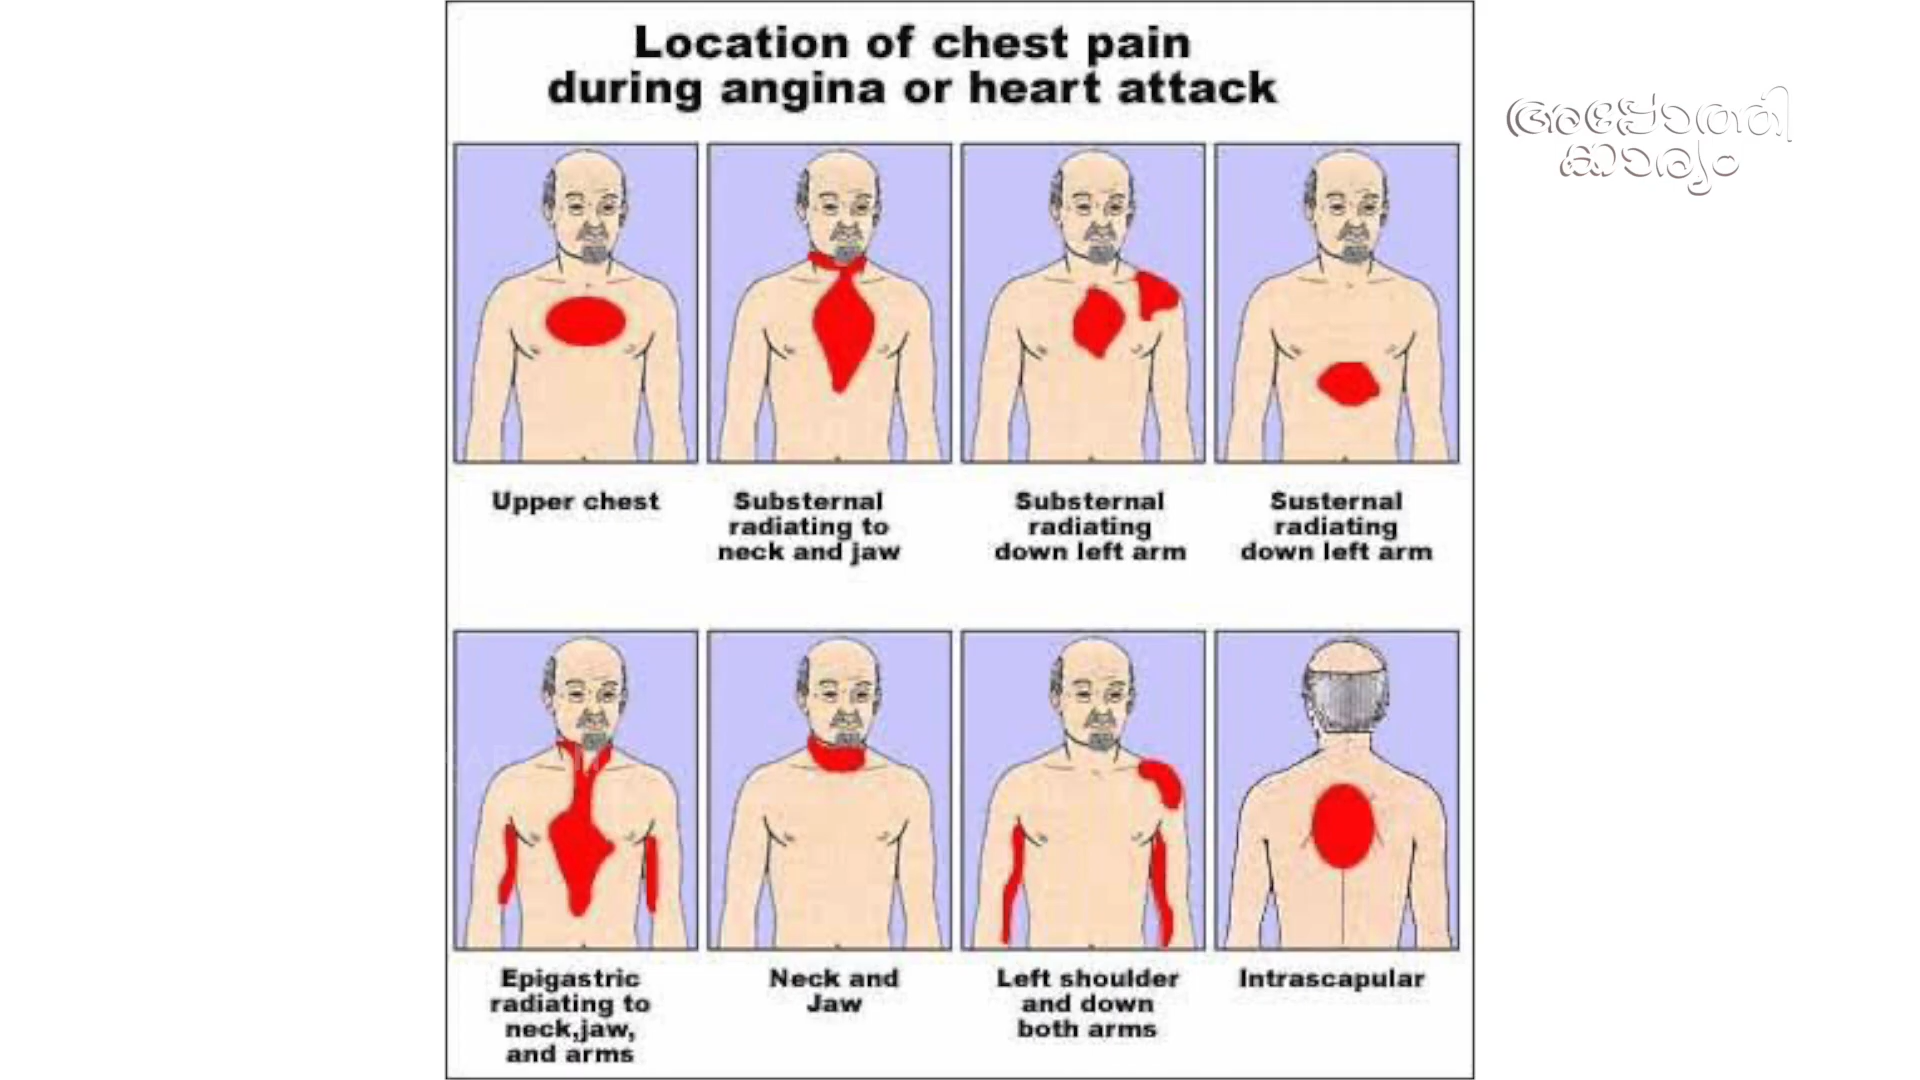 Location of chest pain
during angina or heart attack
Upper chest
Substernal
radiating to
neck and jaw
Substernal
radiating
down left arm
Susternal
radiating
down left arm
Epigastric
radiating to
neck,jaw,
and arms
Neck and
Jaw
Left shoulder
and down
both arms
Intrascapular
കാര്യം